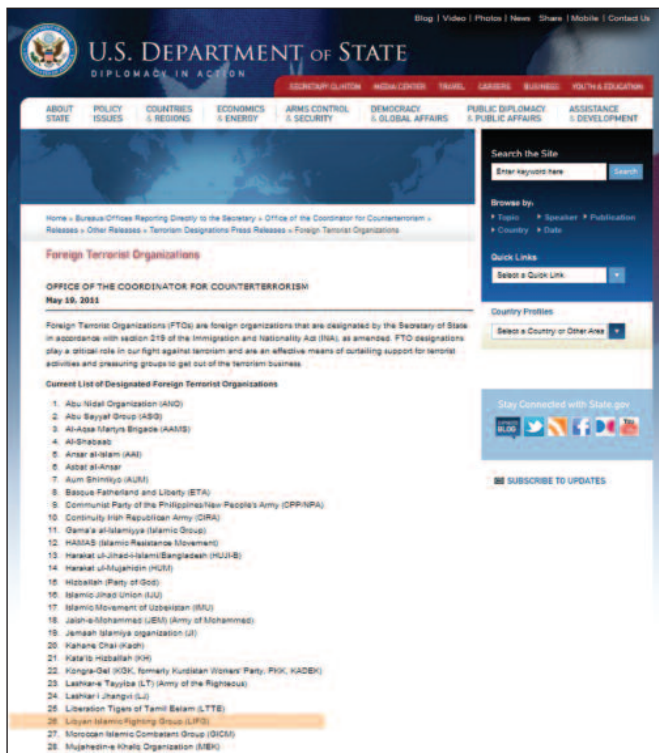 Blog | Video | Photos | News Share | Mobile | Contact Us
U.S. DEPARTMENT OF STATE
DIPLOMACY IN ACTION
SECRETARY CLINTON MEDIA CENTER TRAVEL CAREERS BUSINESS YOUTH & EDUCATION
ABOUT STATE
POLICY ISSUES
COUNTRIES & REGIONS
ECONOMICS & ENERGY
ARMS CONTROL & SECURITY
DEMOCRACY & GLOBAL AFFAIRS
PUBLIC DIPLOMACY & PUBLIC AFFAIRS
ASSISTANCE & DEVELOPMENT
Search the Site
Enter keyword here Search
Browse by:
Topic Speaker Publication
Country Date
Quick Links
Select a Quick Link
Country Profiles
Select a Country or Other Area
Stay Connected with State.gov
SUBSCRIBE TO UPDATES
Home » Bureaus/Offices Reporting Directly to the Secretary » Office of the Coordinator for Counterterrorism »
Releases » Other Releases » Terrorism Designations Press Releases » Foreign Terrorist Organizations
Foreign Terrorist Organizations
OFFICE OF THE COORDINATOR FOR COUNTERTERRORISM
May 19, 2011
Foreign Terrorist Organizations (FTOs) are foreign organizations that are designated by the Secretary of State
in accordance with section 219 of the Immigration and Nationality Act (INA), as amended. FTO designations
play a critical role in our fight against terrorism and are an effective means of curtailing support for terrorist
activities and pressuring groups to get out of the terrorism business.
Current List of Designated Foreign Terrorist Organizations
1. Abu Nidal Organization (ANO)
2. Abu Sayyaf Group (ASG)
3. Al-Aqsa Martyrs Brigade (AAMS)
4. Al-Shabaab
5. Ansar al-Islam (AAI)
6. Asbat al-Ansar
7. Aum Shinrikyo (AUM)
8. Basque Fatherland and Liberty (ETA)
9. Communist Party of the Philippines/New People's Army (CPP/NPA)
10. Continuity Irish Republican Army (CIRA)
11. Gama'a al-Islamiyya (Islamic Group)
12. HAMAS (Islamic Resistance Movement)
13. Harakat ul-Jihad-i-Islami/Bangladesh (HUJI-B)
14. Harakat ul-Mujahidin (HUM)
15. Hizballah (Party of God)
16. Islamic Jihad Union (IJU)
17. Islamic Movement of Uzbekistan (IMU)
18. Jaish-e-Mohammed (JEM) (Army of Mohammed)
19. Jemaah Islamiya organization (JI)
20. Kahane Chai (Kach)
21. Kata'ib Hizballah (KH)
22. Kongra-Gel (KGK, formerly Kurdistan Workers' Party, PKK, KADEK)
23. Lashkar-e Tayyiba (LT) (Army of the Righteous)
24. Lashkar i Jhangvi (LJ)
25. Liberation Tigers of Tamil Eelam (LTTE)
26. Libyan Islamic Fighting Group (LIFG)
27. Moroccan Islamic Combatant Group (GICM)
28. Mujahedin-e Khalq Organization (MEK)